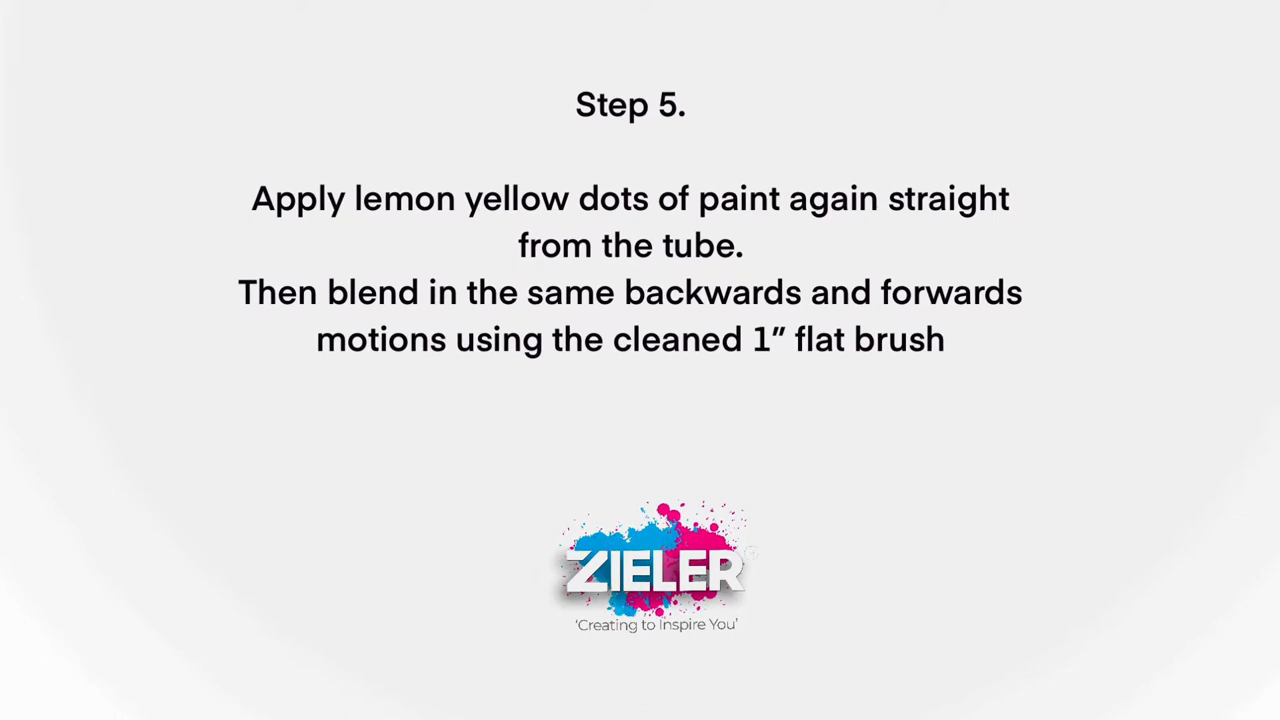 Step 5.
Apply lemon yellow dots of paint again straight
from the tube.
Then blend in the same backwards and forwards
motions using the cleaned 1” flat brush
ZIELER®
‘Creating to Inspire You’